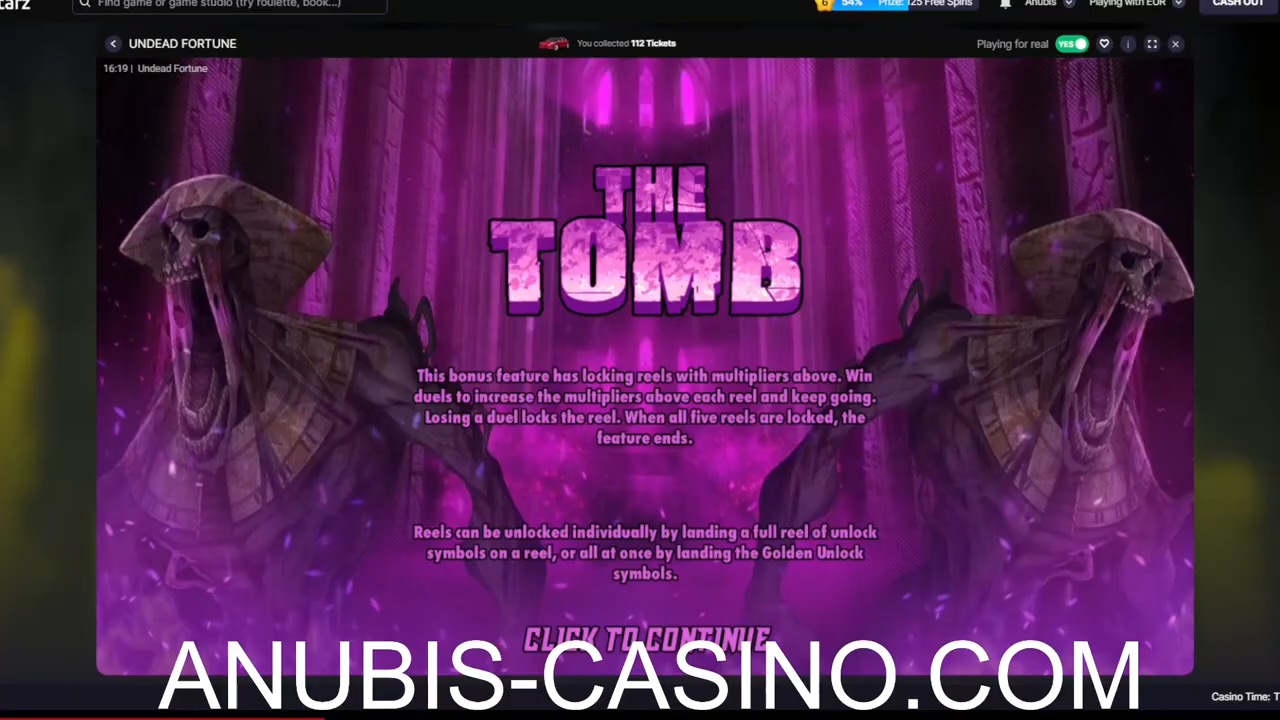 tarz
Find game or game studio (try roulette, book...)
6 54% Prize: 125 Free Spins
Anubis
Playing with EUR
CASH OUT
UNDEAD FORTUNE
You collected 112 Tickets
Playing for real YES
16:19 | Undead Fortune
THE
TOMB
This bonus feature has locking reels with multipliers above. Win
duels to increase the multipliers above each reel and keep going.
Losing a duel locks the reel. When all five reels are locked, the
feature ends.
Reels can be unlocked individually by landing a full reel of unlock
symbols on a reel, or all at once by landing the Golden Unlock
symbols.
CLICK TO CONTINUE
ANUBIS-CASINO.COM
Casino Time: T